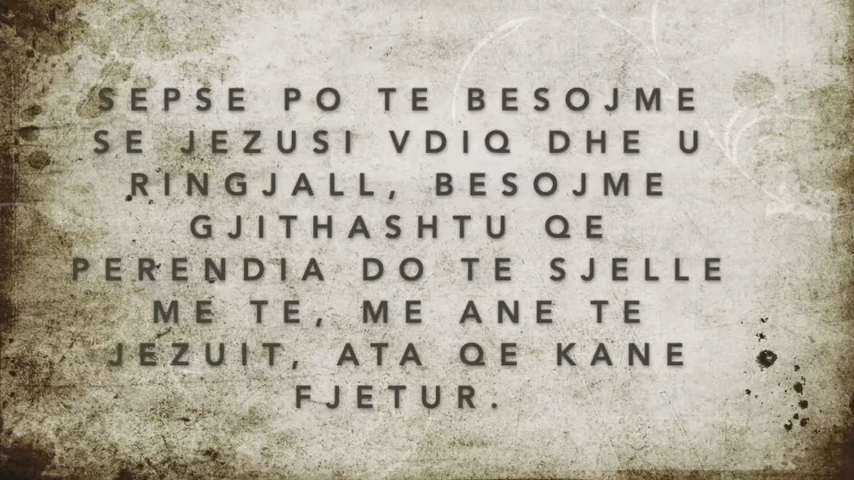 SEPSE PO TE BESOJME
SE JEZUSI VDIQ DHE U
RINGJALL, BESOJME
GJITHASHTU QE
PERENDIA DO TE SJELLE
ME TE, ME ANE TE
JEZUIT, ATA QE KANE
FJETUR.